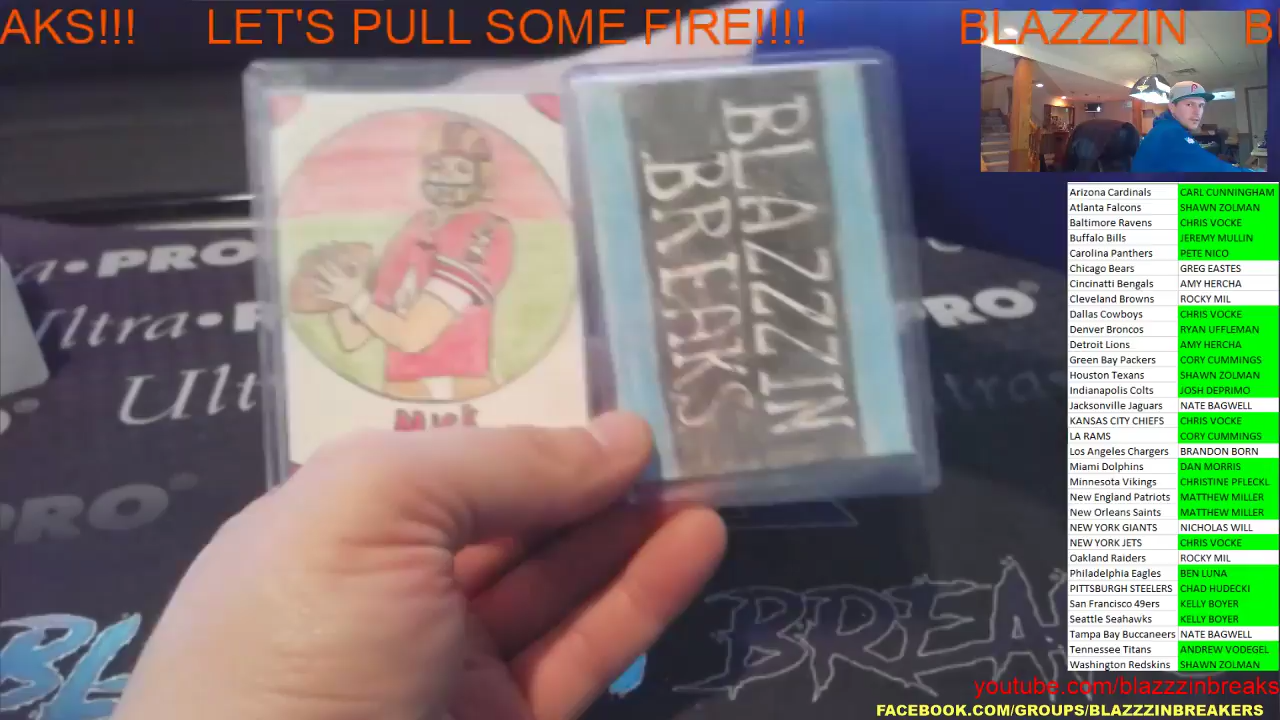 AKS!!! LET'S PULL SOME FIRE!!!! BLAZZZIN B
BLAZZZIN
BREAKS
PRO
Ultra
PRO
Ult
PRO
BREA
Arizona Cardinals CARL CUNNINGHAM
Atlanta Falcons SHAWN ZOLMAN
Baltimore Ravens CHRIS VOCKE
Buffalo Bills JEREMY MULLIN
Carolina Panthers PETE NICO
Chicago Bears GREG EASTES
Cincinatti Bengals AMY HERCHA
Cleveland Browns ROCKY MIL
Dallas Cowboys CHRIS VOCKE
Denver Broncos RYAN UFFLEMAN
Detroit Lions AMY HERCHA
Green Bay Packers CORY CUMMINGS
Houston Texans SHAWN ZOLMAN
Indianapolis Colts JOSH DEPRIMO
Jacksonville Jaguars NATE BAGWELL
KANSAS CITY CHIEFS CHRIS VOCKE
LA RAMS CORY CUMMINGS
Los Angeles Chargers BRANDON BORN
Miami Dolphins DAN MORRIS
Minnesota Vikings CHRISTINE PFLECKL
New England Patriots MATTHEW MILLER
New Orleans Saints MATTHEW MILLER
NEW YORK GIANTS NICHOLAS WILL
NEW YORK JETS CHRIS VOCKE
Oakland Raiders ROCKY MIL
Philadelphia Eagles BEN LUNA
PITTSBURGH STEELERS CHAD HUDECKI
San Francisco 49ers KELLY BOYER
Seattle Seahawks KELLY BOYER
Tampa Bay Buccaneers NATE BAGWELL
Tennessee Titans ANDREW VODEGEL
Washington Redskins SHAWN ZOLMAN
youtube.com/blazzzinbreaks
FACEBOOK.COM/GROUPS/BLAZZZINBREAKERS